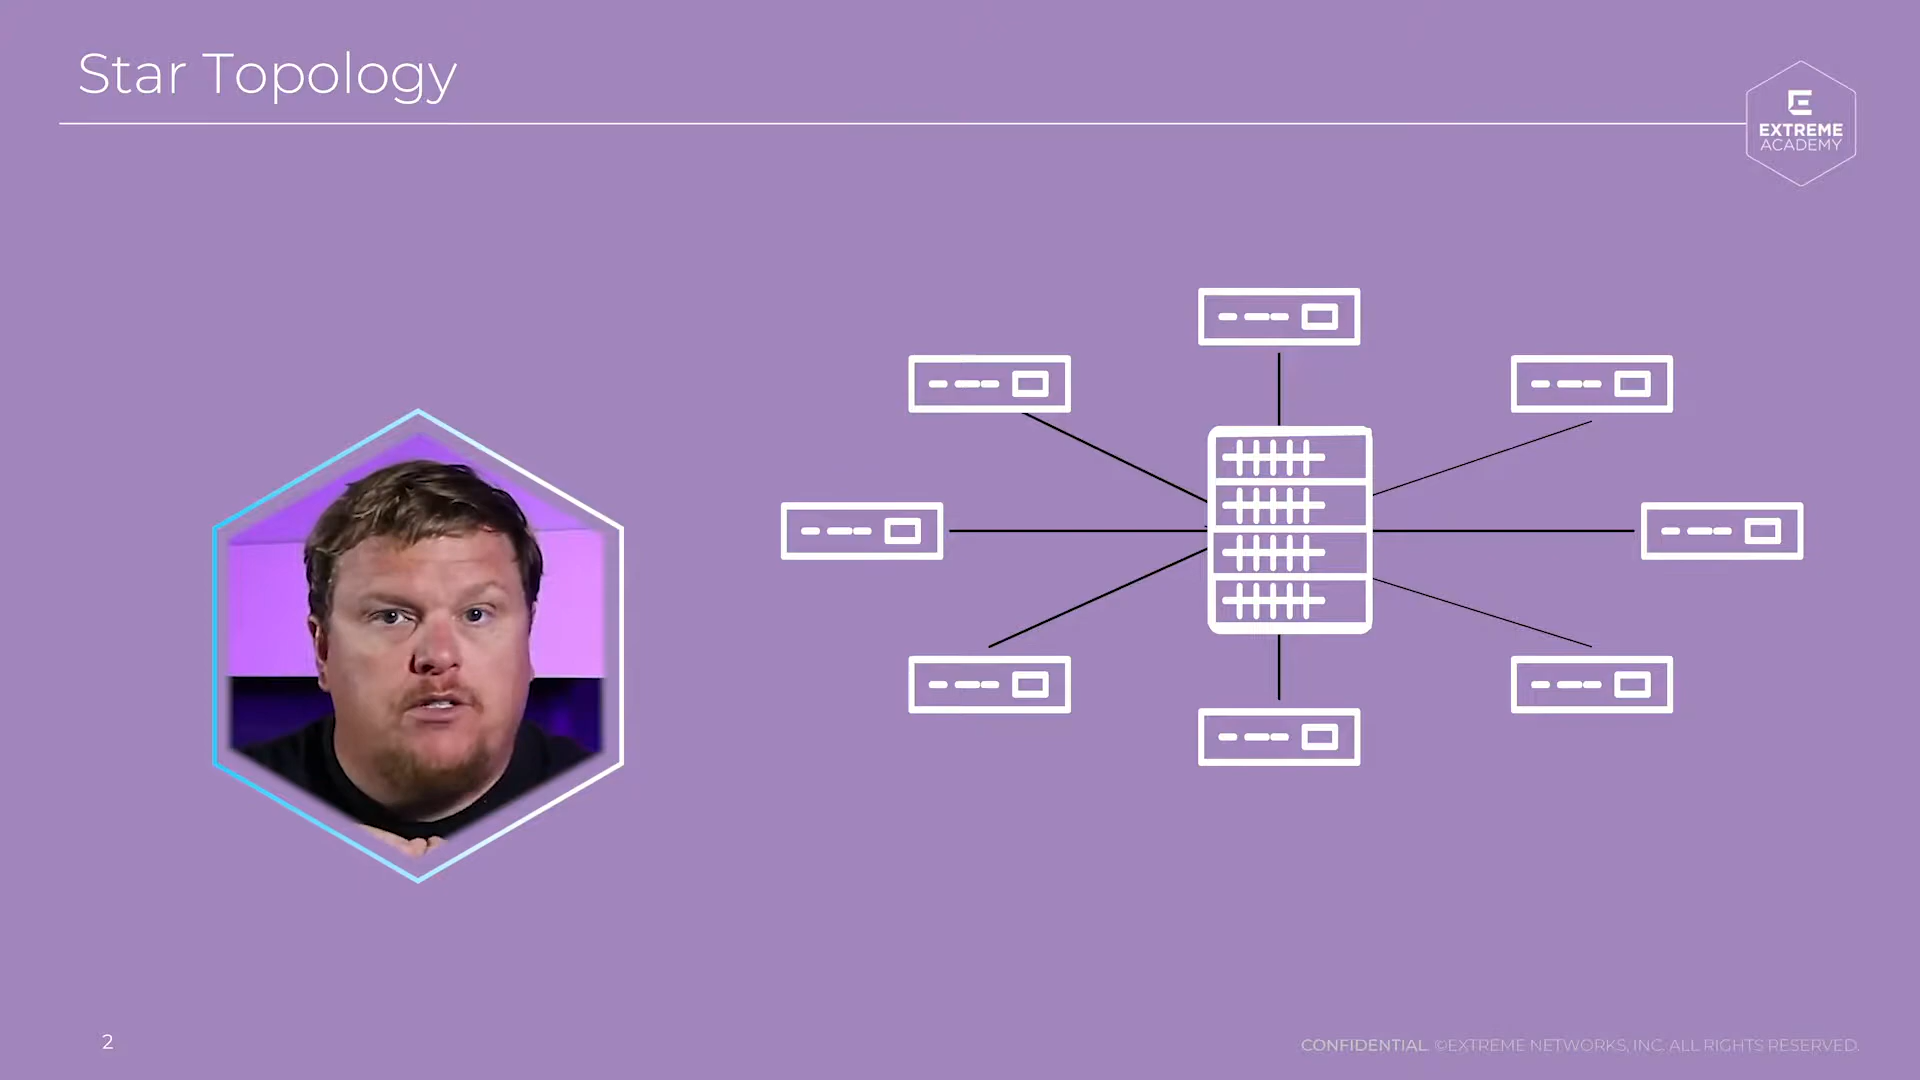 Star Topology
EXTREME
ACADEMY
2
CONFIDENTIAL. ©EXTREME NETWORKS, INC. ALL RIGHTS RESERVED.